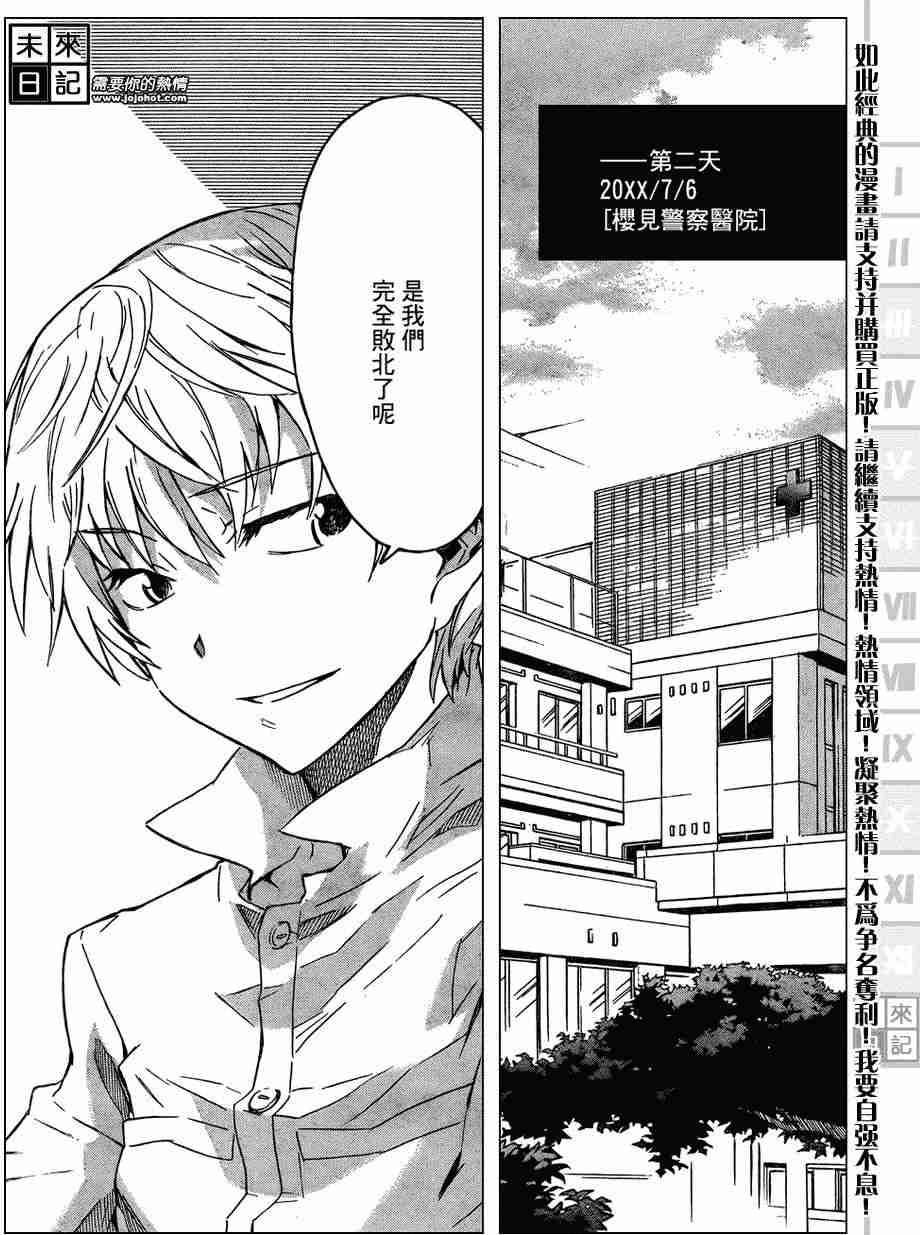 未來
日記
需要你的熱情
www.jojohot.com
——第二天
20XX/7/6
[櫻見警察醫院]
是我們
完全敗北了呢
如此經典的漫畫請支持并購買正版！請繼續支持熱情！熱情領域！凝聚熱情！不爲争名奪利！我要自强不息！
I
II
III
IV
V
VI
VII
VIII
IX
X
XI
XII
來
記